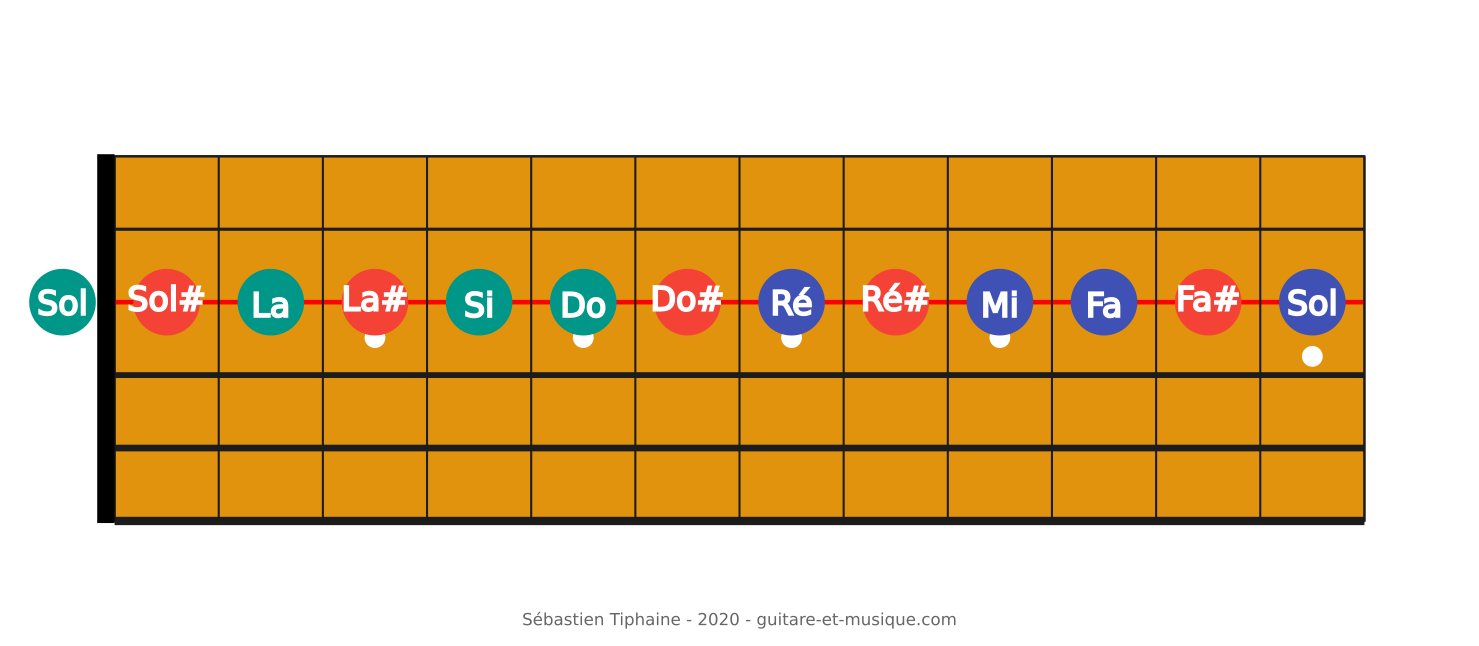 Sol Sol# La La# Si Do Do# Ré Ré# Mi Fa Fa# Sol
Sébastien Tiphaine - 2020 - guitare-et-musique.com